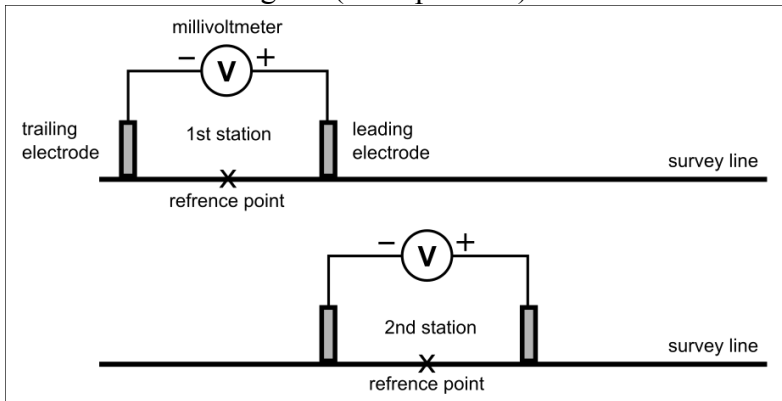 millivoltmeter
− V +
trailing
electrode
1st station
leading
electrode
survey line
refrence point
− V +
2nd station
survey line
refrence point